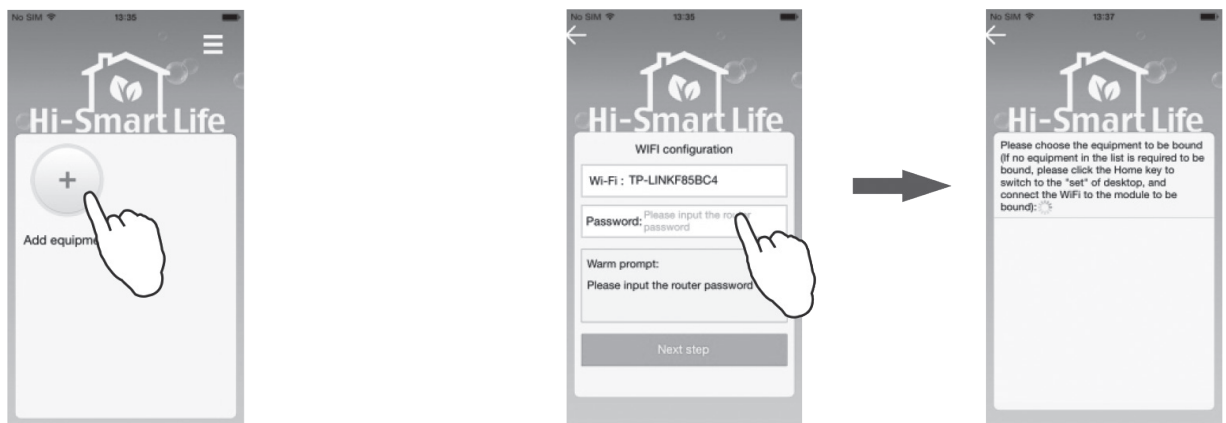 No SIM 13:35
Hi-Smart Life
+
Add equipme
No SIM 13:35
Hi-Smart Life
WIFI configuration
Wi-Fi : TP-LINKF85BC4
Password: Please input the router
password
Warm prompt:
Please input the router password
Next step
No SIM 13:37
Hi-Smart Life
Please choose the equipment to be bound
(If no equipment in the list is required to be
bound, please click the Home key to
switch to the "set" of desktop, and
connect the WiFi to the module to be
bound):